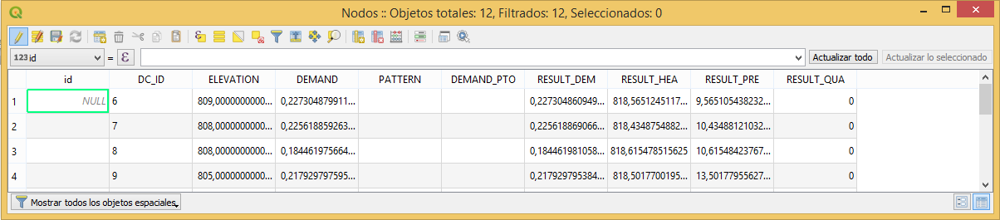 Nodos :: Objetos totales: 12, Filtrados: 12, Seleccionados: 0
123 id = ε Actualizar todo Actualizar lo seleccionado
id DC_ID ELEVATION DEMAND PATTERN DEMAND_PTO RESULT_DEM RESULT_HEA RESULT_PRE RESULT_QUA
1 NULL 6 809,0000000000... 0,227304879911... 0,227304860949... 818,5651245117... 9,565105438232... 0
2 7 808,0000000000... 0,225618859263... 0,225618869066... 818,4348754882... 10,43488121032... 0
3 8 808,0000000000... 0,184461975664... 0,184461981058... 818,615478515625 10,61548423767... 0
4 9 805,0000000000... 0,217929797595... 0,217929795384... 818,5017700195... 13,50177955627... 0
Mostrar todos los objetos espaciales